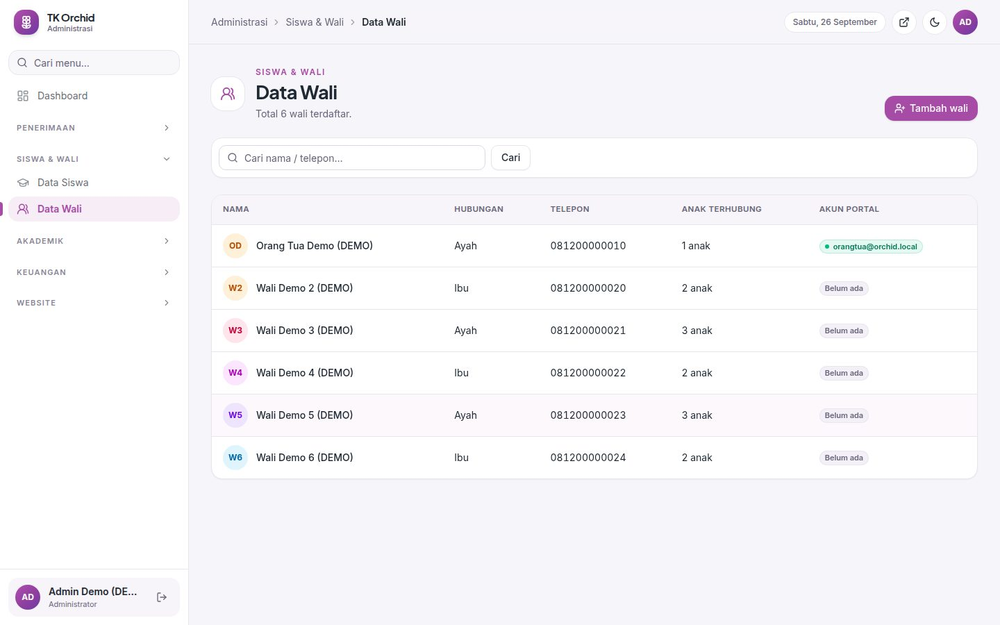 TK Orchid
Administrasi
Cari menu...
Dashboard
PENERIMAAN
SISWA & WALI
Data Siswa
Data Wali
AKADEMIK
KEUANGAN
WEBSITE
AD
Admin Demo (DE...
Administrator
Administrasi > Siswa & Wali > Data Wali
Sabtu, 26 September
AD
SISWA & WALI
Data Wali
Total 6 wali terdaftar.
Tambah wali
Cari nama / telepon...
Cari
NAMA HUBUNGAN TELEPON ANAK TERHUBUNG AKUN PORTAL
OD Orang Tua Demo (DEMO) Ayah 081200000010 1 anak orangtua@orchid.local
W2 Wali Demo 2 (DEMO) Ibu 081200000020 2 anak Belum ada
W3 Wali Demo 3 (DEMO) Ayah 081200000021 3 anak Belum ada
W4 Wali Demo 4 (DEMO) Ibu 081200000022 2 anak Belum ada
W5 Wali Demo 5 (DEMO) Ayah 081200000023 3 anak Belum ada
W6 Wali Demo 6 (DEMO) Ibu 081200000024 2 anak Belum ada